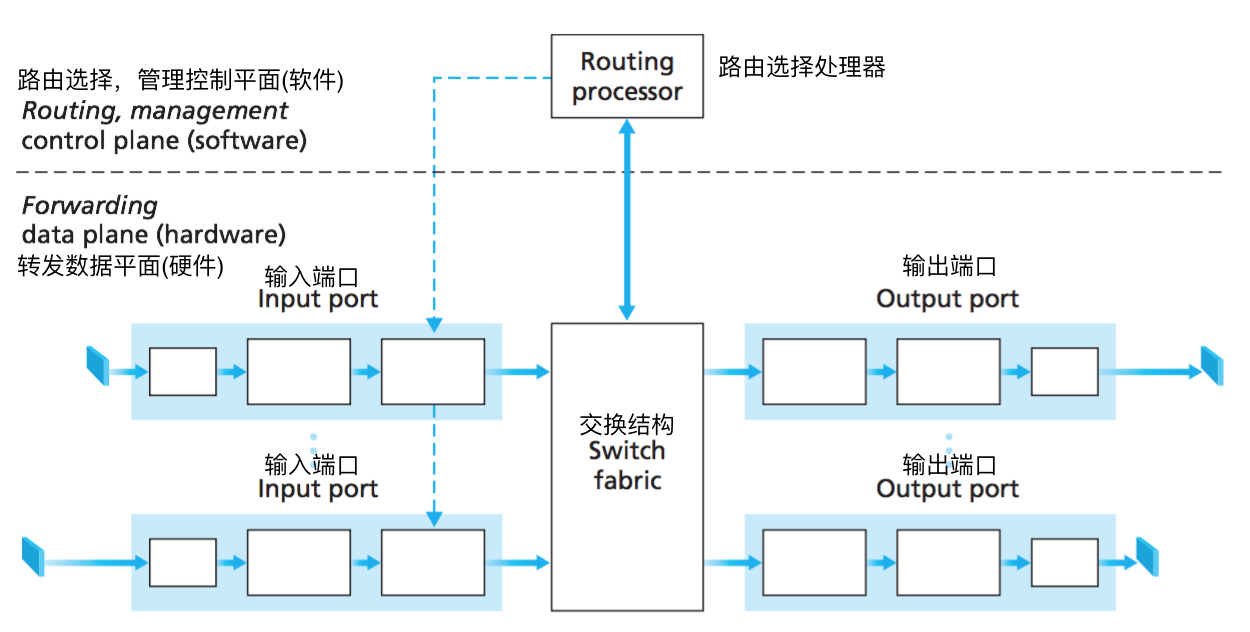 Routing
processor
路由选择处理器
路由选择，管理控制平面(软件)
Routing, management
control plane (software)
Forwarding
data plane (hardware)
转发数据平面(硬件)
输入端口
Input port
输出端口
Output port
交换结构
Switch
fabric
输入端口
Input port
输出端口
Output port